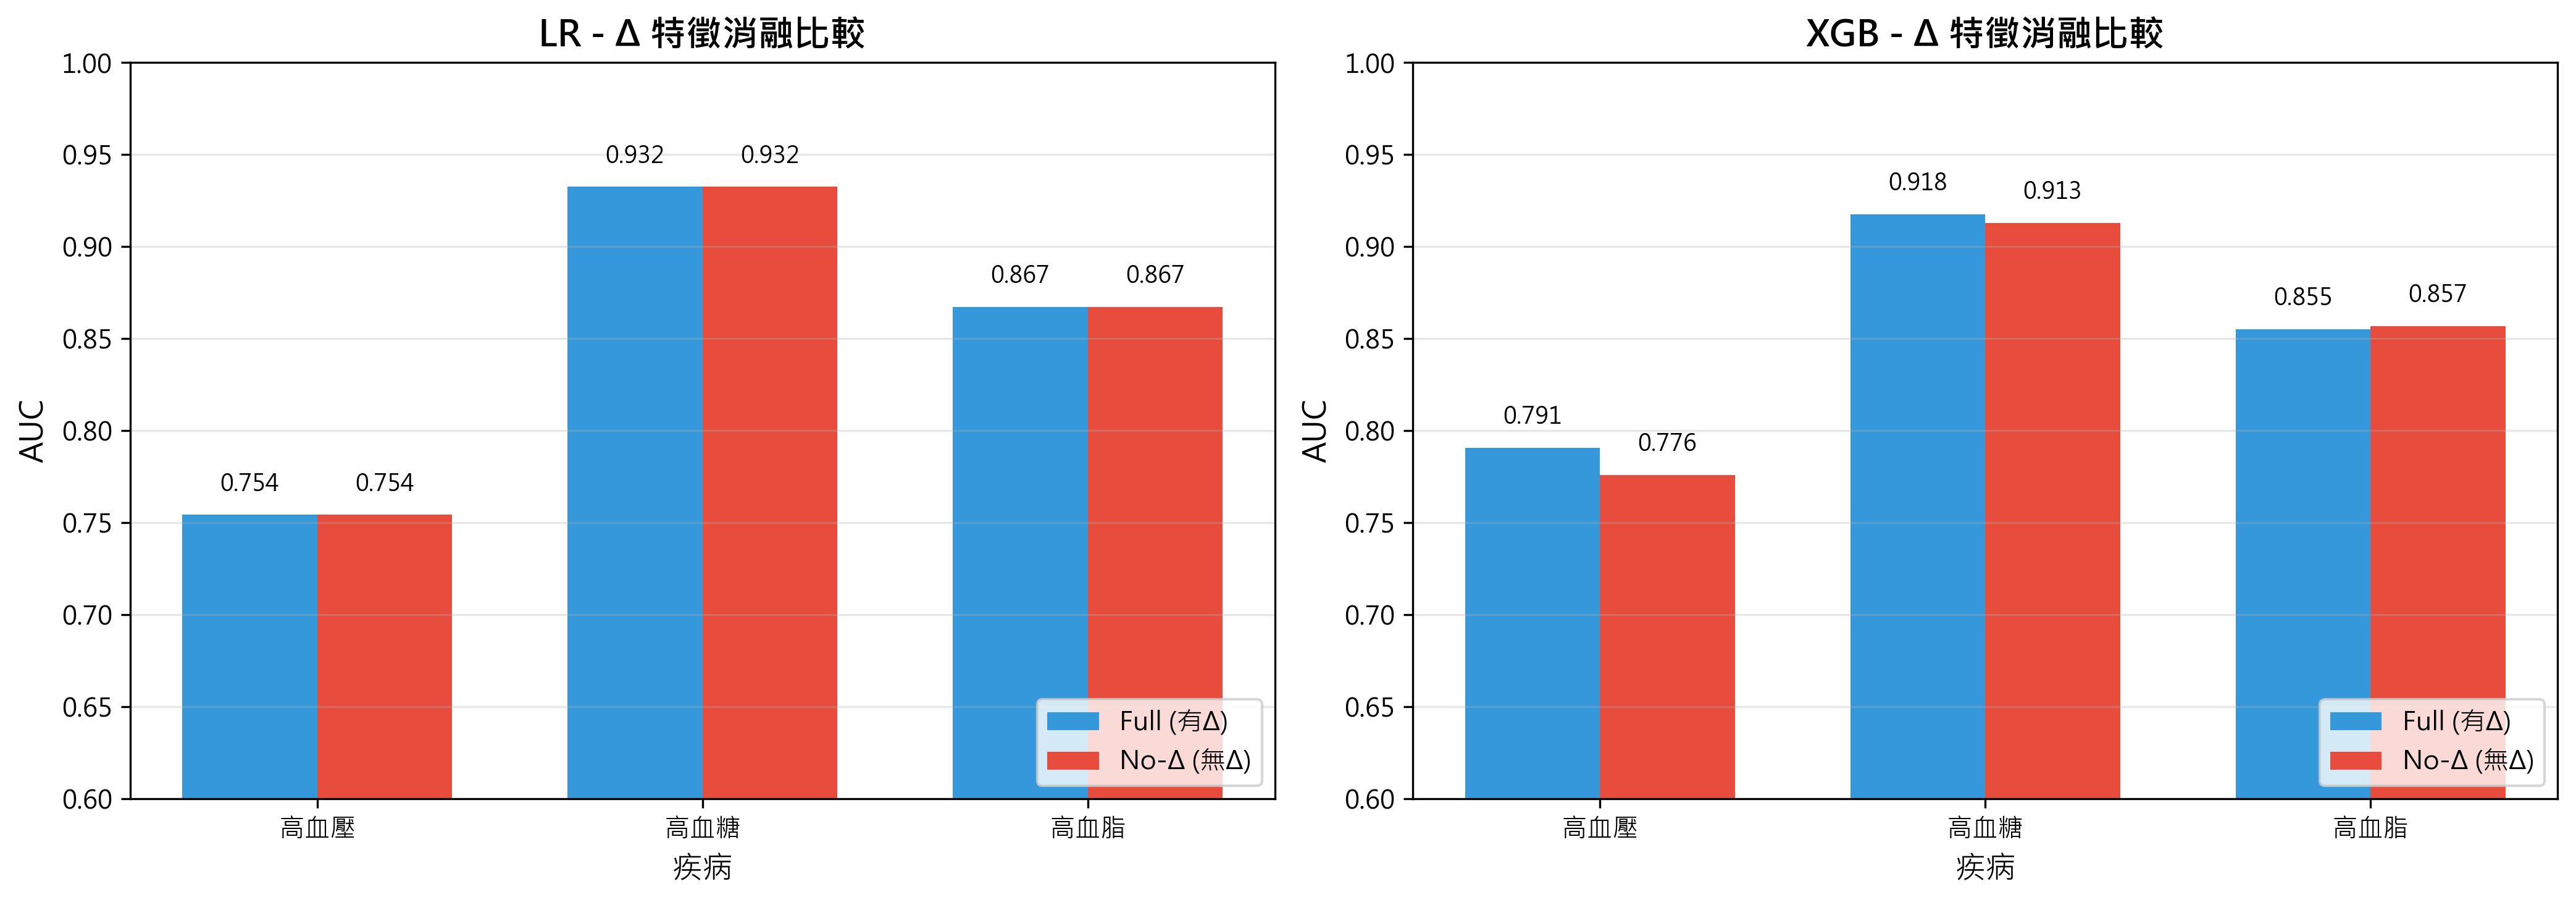 LR - Δ 特徵消融比較
1.00
0.95
0.90
0.85
0.80
0.75
0.70
0.65
0.60
AUC
0.754
0.754
0.932
0.932
0.867
0.867
Full (有Δ)
No-Δ (無Δ)
高血壓
高血糖
高血脂
疾病
XGB - Δ 特徵消融比較
1.00
0.95
0.90
0.85
0.80
0.75
0.70
0.65
0.60
AUC
0.791
0.776
0.918
0.913
0.855
0.857
Full (有Δ)
No-Δ (無Δ)
高血壓
高血糖
高血脂
疾病